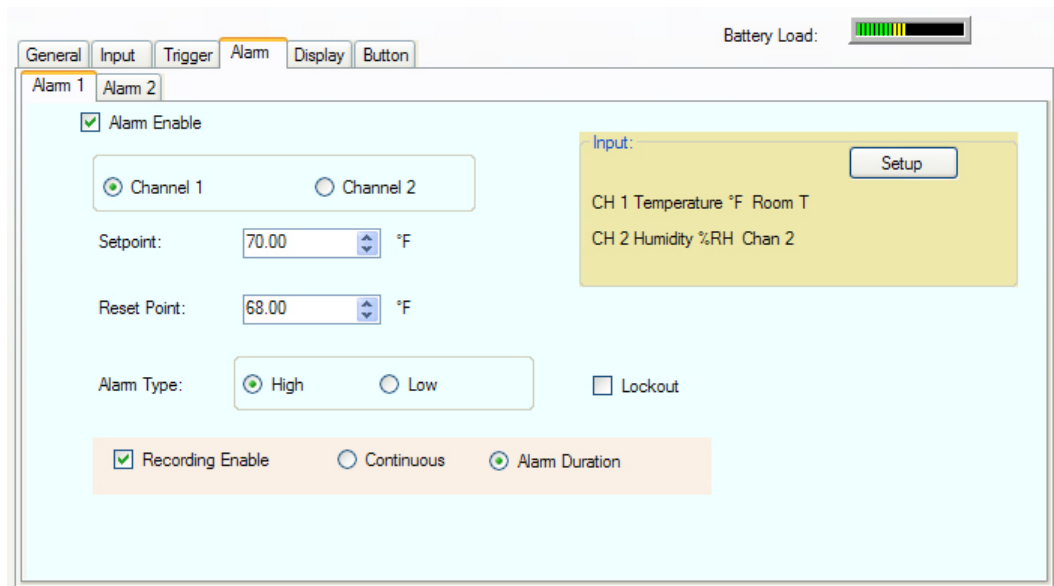 Battery Load:
General Input Trigger Alarm Display Button
Alarm 1 Alarm 2
Alarm Enable
Input:
Setup
Channel 1 Channel 2
CH 1 Temperature °F Room T
Setpoint: 70.00 °F
CH 2 Humidity %RH Chan 2
Reset Point: 68.00 °F
Alarm Type: High Low Lockout
Recording Enable Continuous Alarm Duration